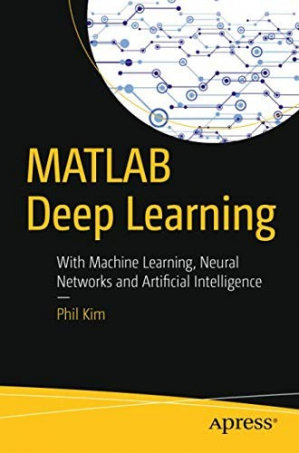 MATLAB
Deep Learning
With Machine Learning, Neural
Networks and Artificial Intelligence
—
Phil Kim
Apress®